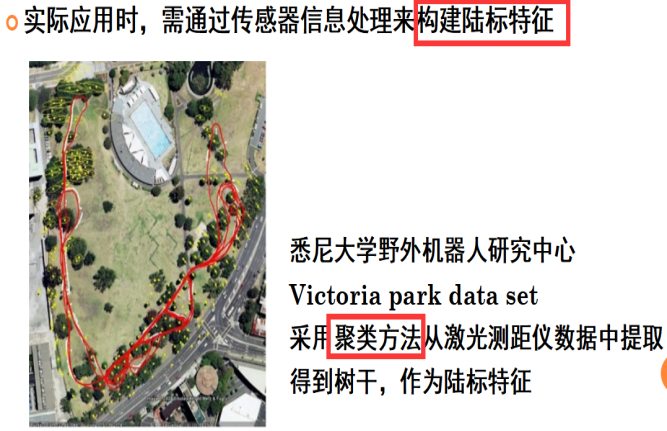 实际应用时，需通过传感器信息处理来构建陆标特征
悉尼大学野外机器人研究中心
Victoria park data set
采用聚类方法从激光测距仪数据中提取
得到树干，作为陆标特征